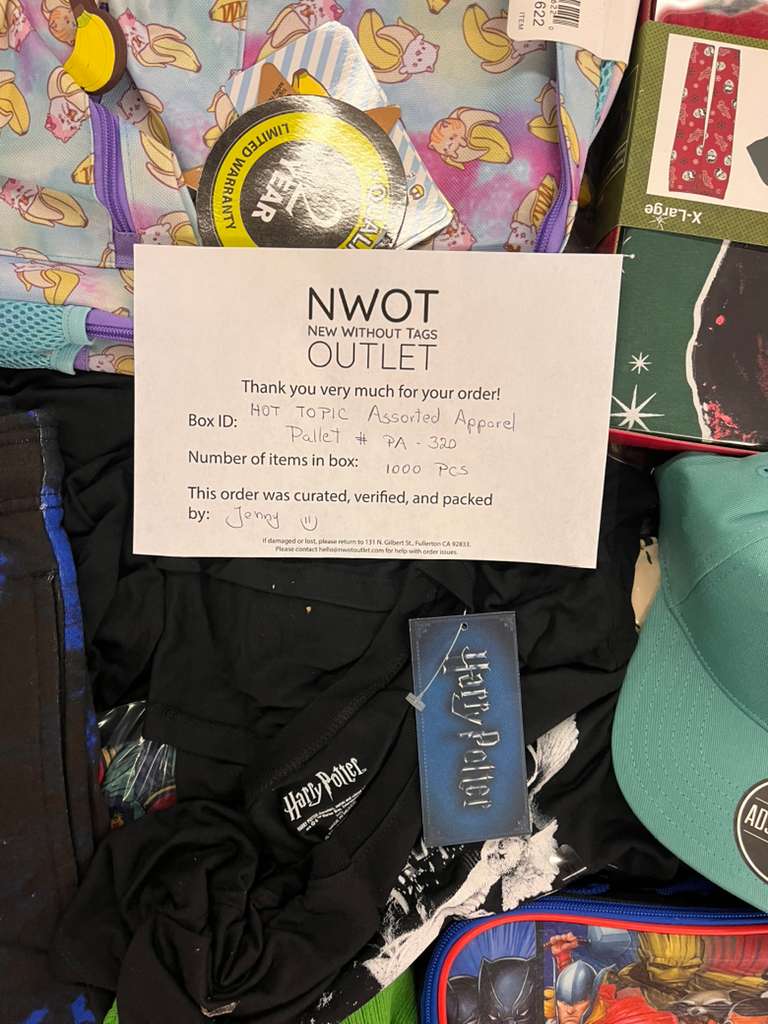 622
ITEM
LIMITED WARRANTY
2
YEAR
X-Large
NWOT
NEW WITHOUT TAGS
OUTLET
Thank you very much for your order!
Box ID: HOT TOPIC Assorted Apparel
Pallet # PA - 320
Number of items in box: 1000 PCS
This order was curated, verified, and packed
by: Jenny
If damaged or lost, please return to 131 N. Gilbert St., Fullerton CA 92833.
Please contact hello@nwotoutlet.com for help with order issues.
Harry Potter
Harry Potter